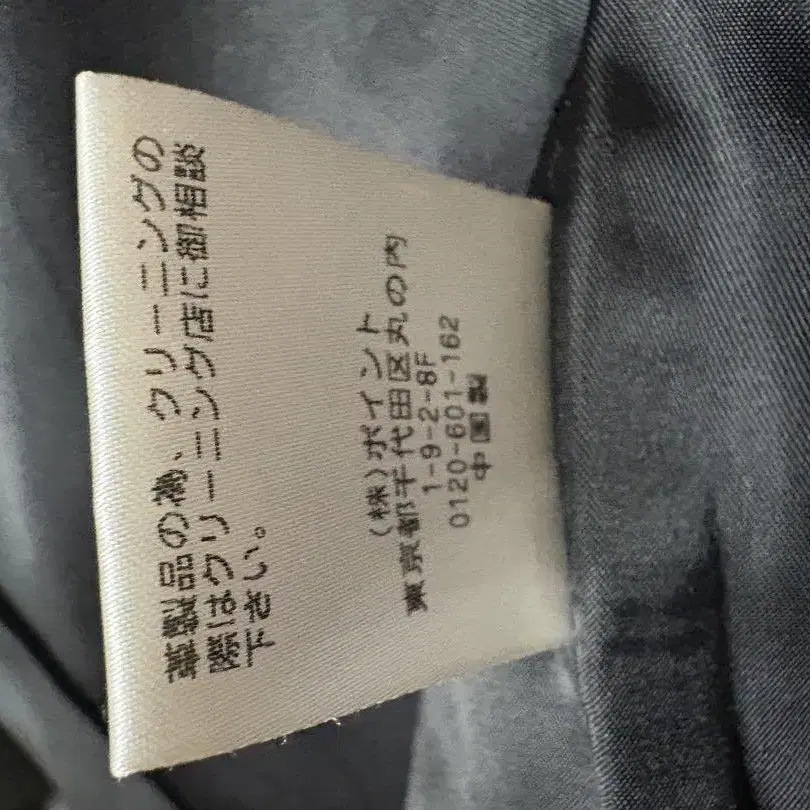 革製品の為、クリーニングの
際はクリーニング店に御相談
下さい。
(株)ポイント
東京都千代田区丸の内
1-9-2-8F
0120-601-162
中国製